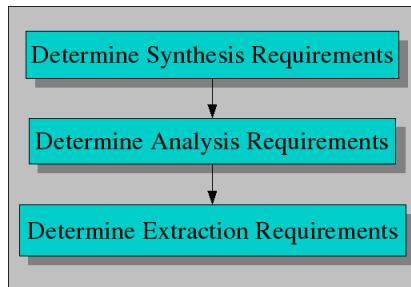 Determine Synthesis Requirements
Determine Analysis Requirements
Determine Extraction Requirements